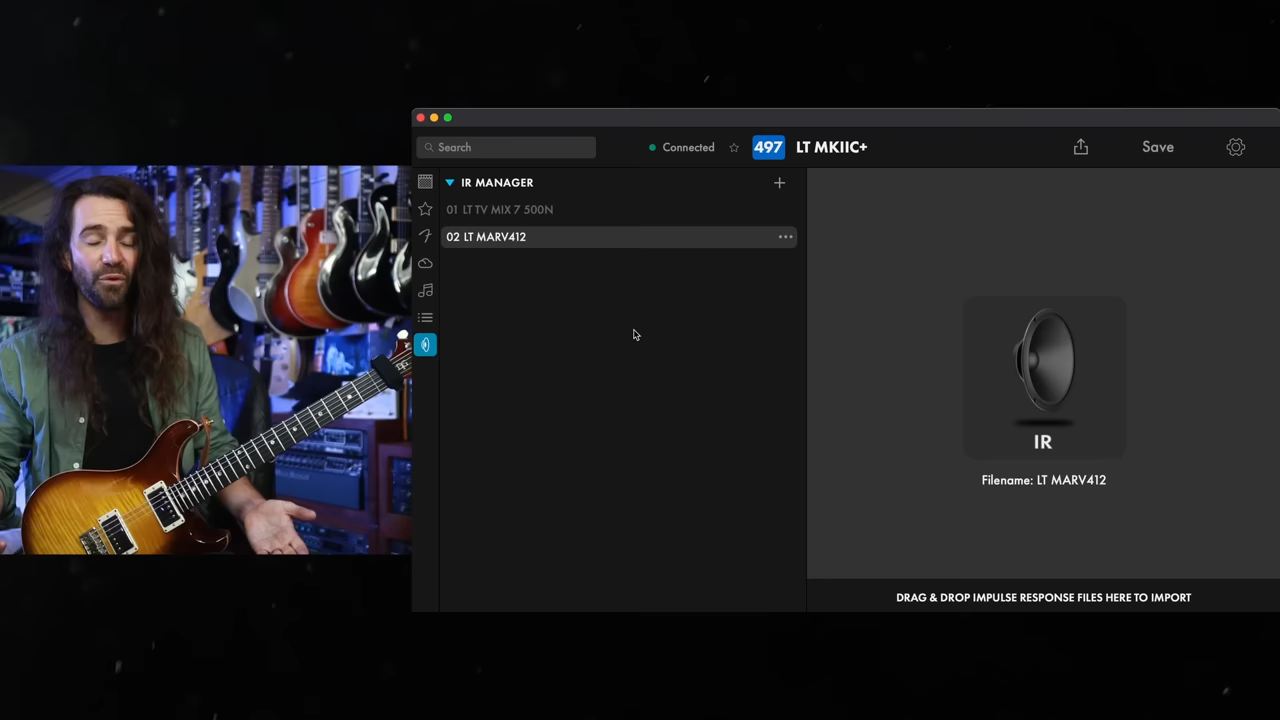 Search
Connected
497 LT MKIIC+
Save
IR MANAGER
01 LT TV MIX 7 500N
02 LT MARV412
IR
Filename: LT MARV412
DRAG & DROP IMPULSE RESPONSE FILES HERE TO IMPORT